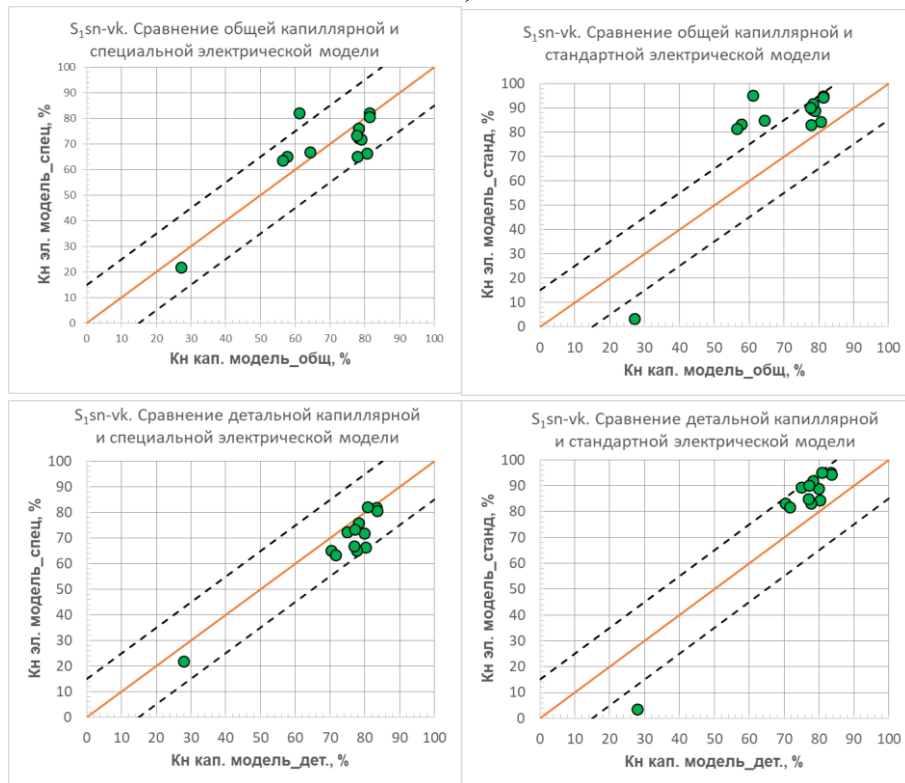 S₁sn-vk. Сравнение общей капиллярной и
специальной электрической модели
100
90
80
70
60
50
40
30
20
10
0
Кн эл. модель_спец, %
0 10 20 30 40 50 60 70 80 90 100
Кн кап. модель_общ, %
S₁sn-vk. Сравнение общей капиллярной и
стандартной электрической модели
100
90
80
70
60
50
40
30
20
10
0
Кн эл. модель_станд, %
0 10 20 30 40 50 60 70 80 90 100
Кн кап. модель_общ, %
S₁sn-vk. Сравнение детальной капиллярной
и специальной электрической модели
100
90
80
70
60
50
40
30
20
10
0
Кн эл. модель_спец, %
0 10 20 30 40 50 60 70 80 90 100
Кн кап. модель_дет., %
S₁sn-vk. Сравнение детальной капиллярной
и стандартной электрической модели
100
90
80
70
60
50
40
30
20
10
0
Кн эл. модель_станд, %
0 10 20 30 40 50 60 70 80 90 100
Кн кап. модель_дет., %